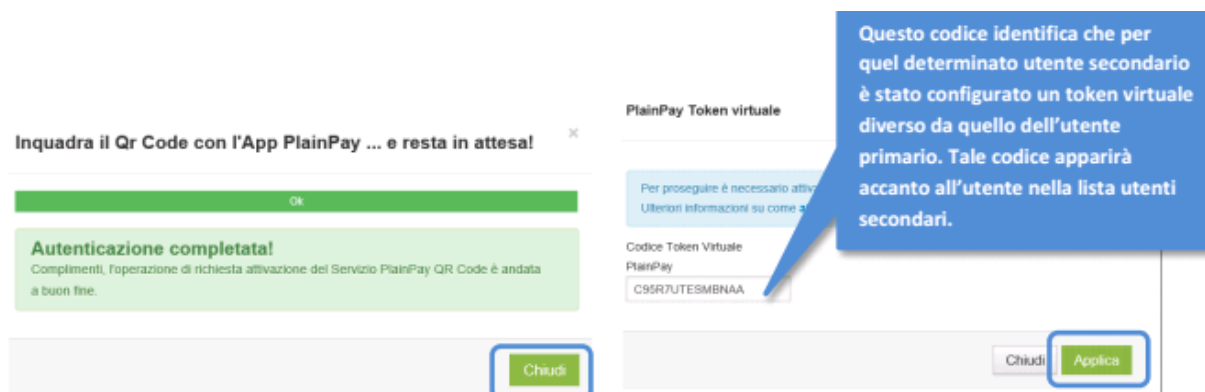 Inquadra il Qr Code con l'App PlainPay ... e resta in attesa!
×
Ok
Autenticazione completata!
Complimenti, l'operazione di richiesta attivazione del Servizio PlainPay QR Code è andata
a buon fine.
Chiudi
PlainPay Token virtuale
Per proseguire è necessario
Ulteriori informazioni su come
Codice Token Virtuale
PlainPay
C95R7UTESMBNAA
Chiudi
Applica
Questo codice identifica che per
quel determinato utente secondario
è stato configurato un token virtuale
diverso da quello dell'utente
primario. Tale codice apparirà
accanto all'utente nella lista utenti
secondari.